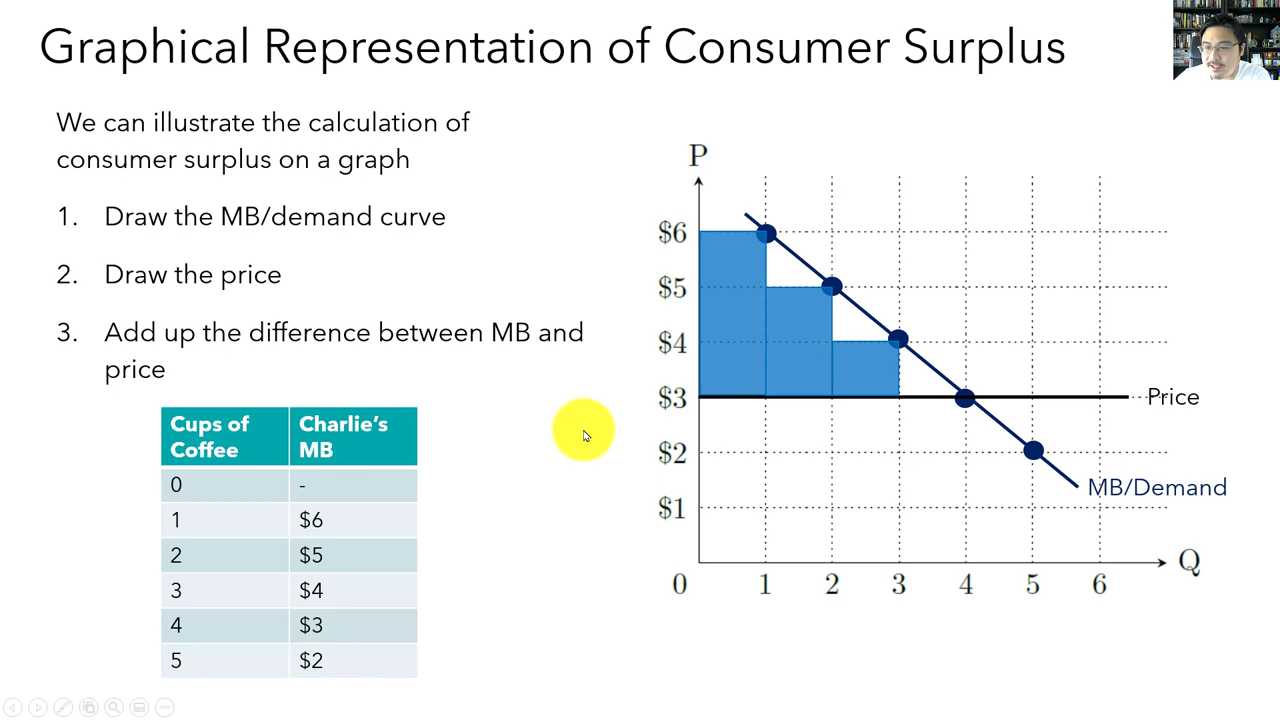 Graphical Representation of Consumer Surplus
We can illustrate the calculation of
consumer surplus on a graph
1. Draw the MB/demand curve
2. Draw the price
3. Add up the difference between MB and
price
Cups of Coffee Charlie’s MB
0 -
1 $6
2 $5
3 $4
4 $3
5 $2
P
$6
$5
$4
$3
$2
$1
Price
MB/Demand
0 1 2 3 4 5 6 Q